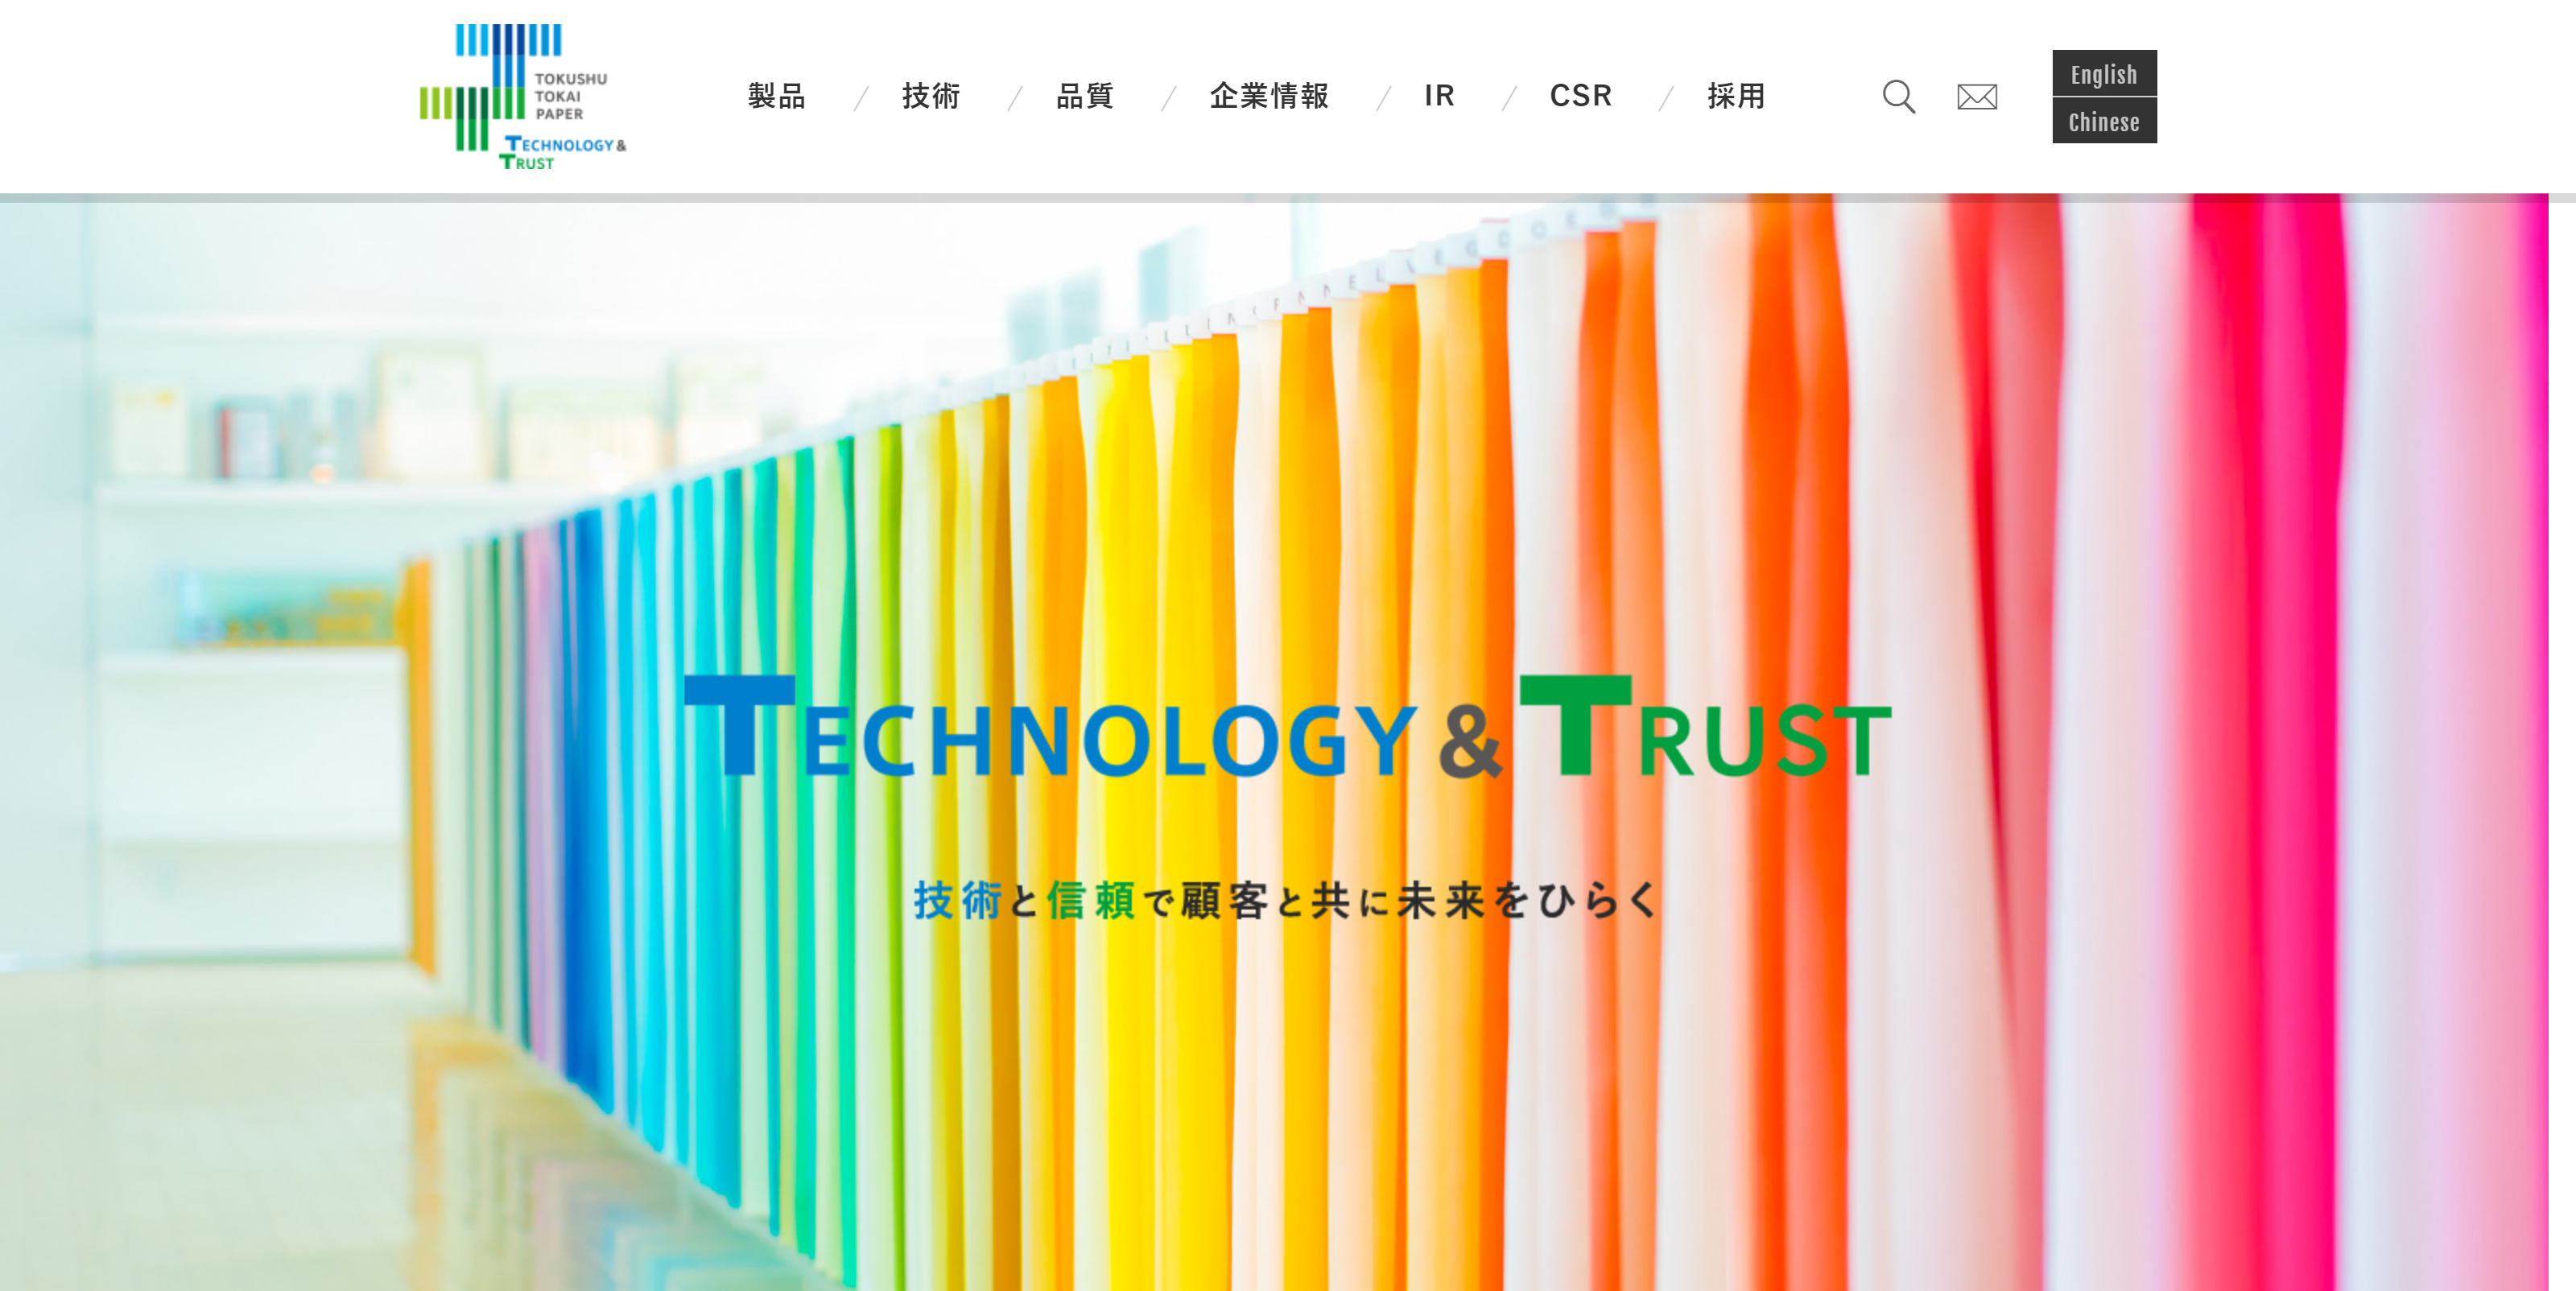 TOKUSHU
TOKAI
PAPER
TECHNOLOGY &
TRUST
製品
技術
品質
企業情報
IR
CSR
採用
English
Chinese
TECHNOLOGY & TRUST
技術と信頼で顧客と共に未来をひらく